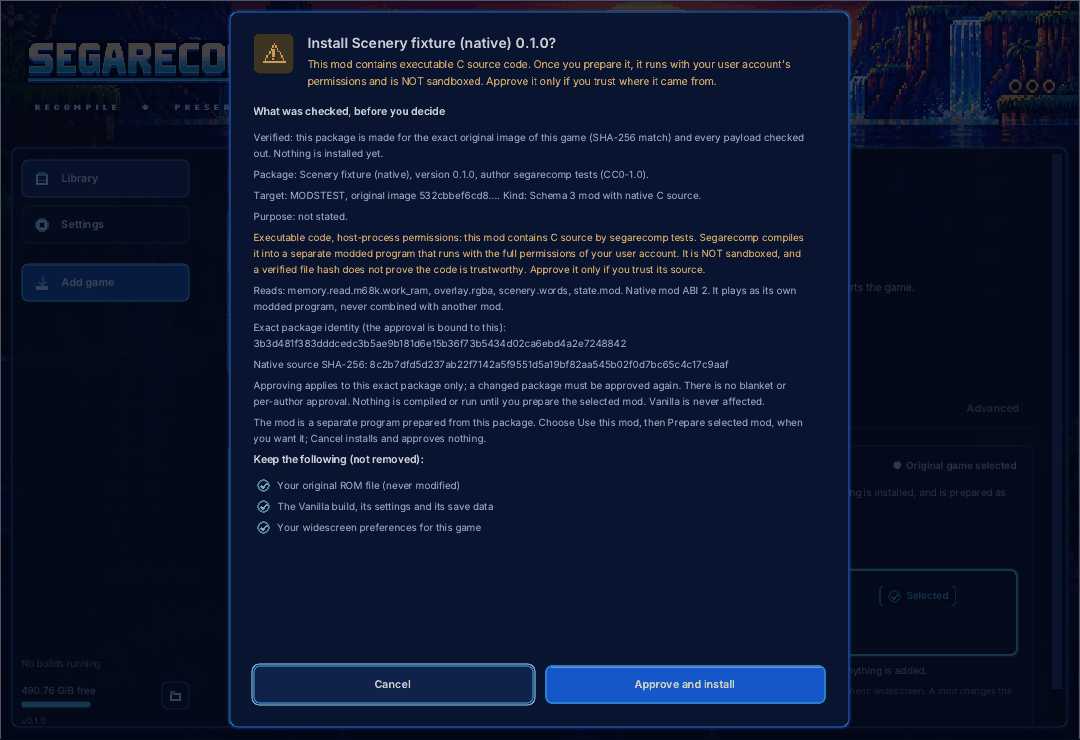 SEGARECO
RECOMPILE * PRESER
Library
Settings
Add game
No builds running
490.76 GiB free
v0.1.0
Install Scenery fixture (native) 0.1.0?
This mod contains executable C source code. Once you prepare it, it runs with your user account's
permissions and is NOT sandboxed. Approve it only if you trust where it came from.
What was checked, before you decide
Verified: this package is made for the exact original image of this game (SHA-256 match) and every payload checked
out. Nothing is installed yet.
Package: Scenery fixture (native), version 0.1.0, author segarecomp tests (CC0-1.0).
Target: MODSTEST, original image 532cbbef6cd8.... Kind: Schema 3 mod with native C source.
Purpose: not stated.
Executable code, host-process permissions: this mod contains C source by segarecomp tests. Segarecomp compiles
it into a separate modded program that runs with the full permissions of your user account. It is NOT sandboxed, and
a verified file hash does not prove the code is trustworthy. Approve it only if you trust its source.
Reads: memory.read.m68k.work_ram, overlay.rgba, scenery.words, state.mod. Native mod ABI 2. It plays as its own
modded program, never combined with another mod.
Exact package identity (the approval is bound to this):
3b3d481f383dddcedc3b5ae9b181d6e15b36f73b5434d02ca6ebd4a2e7248842
Native source SHA-256: 8c2b7dfd5d237ab22f7142a5f9551d5a19bf82aa545b02f0d7bc65c4c17c9aaf
Approving applies to this exact package only; a changed package must be approved again. There is no blanket or
per-author approval. Nothing is compiled or run until you prepare the selected mod. Vanilla is never affected.
The mod is a separate program prepared from this package. Choose Use this mod, then Prepare selected mod, when
you want it; Cancel installs and approves nothing.
Keep the following (not removed):
Your original ROM file (never modified)
The Vanilla build, its settings and its save data
Your widescreen preferences for this game
Cancel
Approve and install
rts the game.
Advanced
Original game selected
ng is installed, and is prepared as
Selected
nything is added.
neric widescreen. A mod changes the